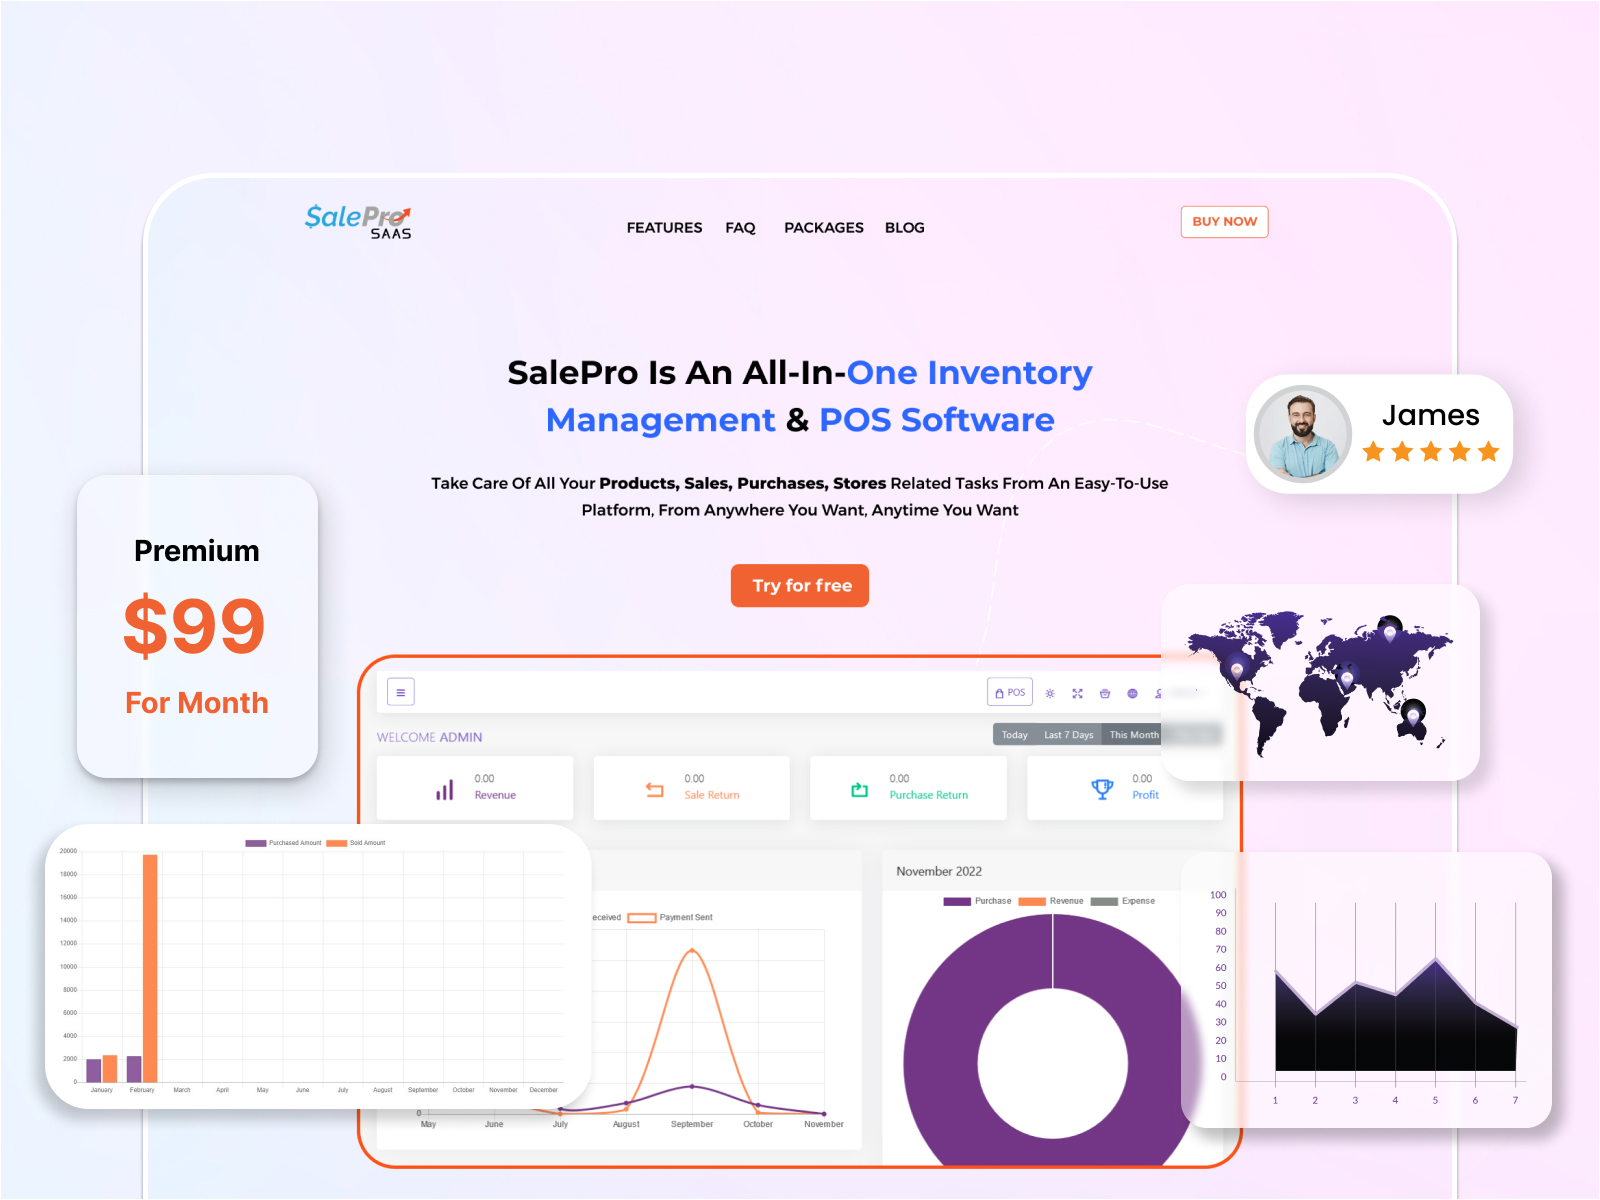 $alePro
SAAS
FEATURES FAQ PACKAGES BLOG
BUY NOW
SalePro Is An All-In-One Inventory
Management & POS Software
Take Care Of All Your Products, Sales, Purchases, Stores Related Tasks From An Easy-To-Use
Platform, From Anywhere You Want, Anytime You Want
Try for free
James
Premium
$99
For Month
POS
WELCOME ADMIN
Today Last 7 Days This Month
0.00
Revenue
0.00
Sale Return
0.00
Purchase Return
0.00
Profit
Purchased Amount Sold Amount
20000
18000
16000
14000
12000
10000
8000
6000
4000
2000
0
January February March April May June July August September October November December
eceived Payment Sent
0
May June July August September October November
November 2022
Purchase Revenue Expense
100
90
80
70
60
50
40
30
20
10
0
1 2 3 4 5 6 7